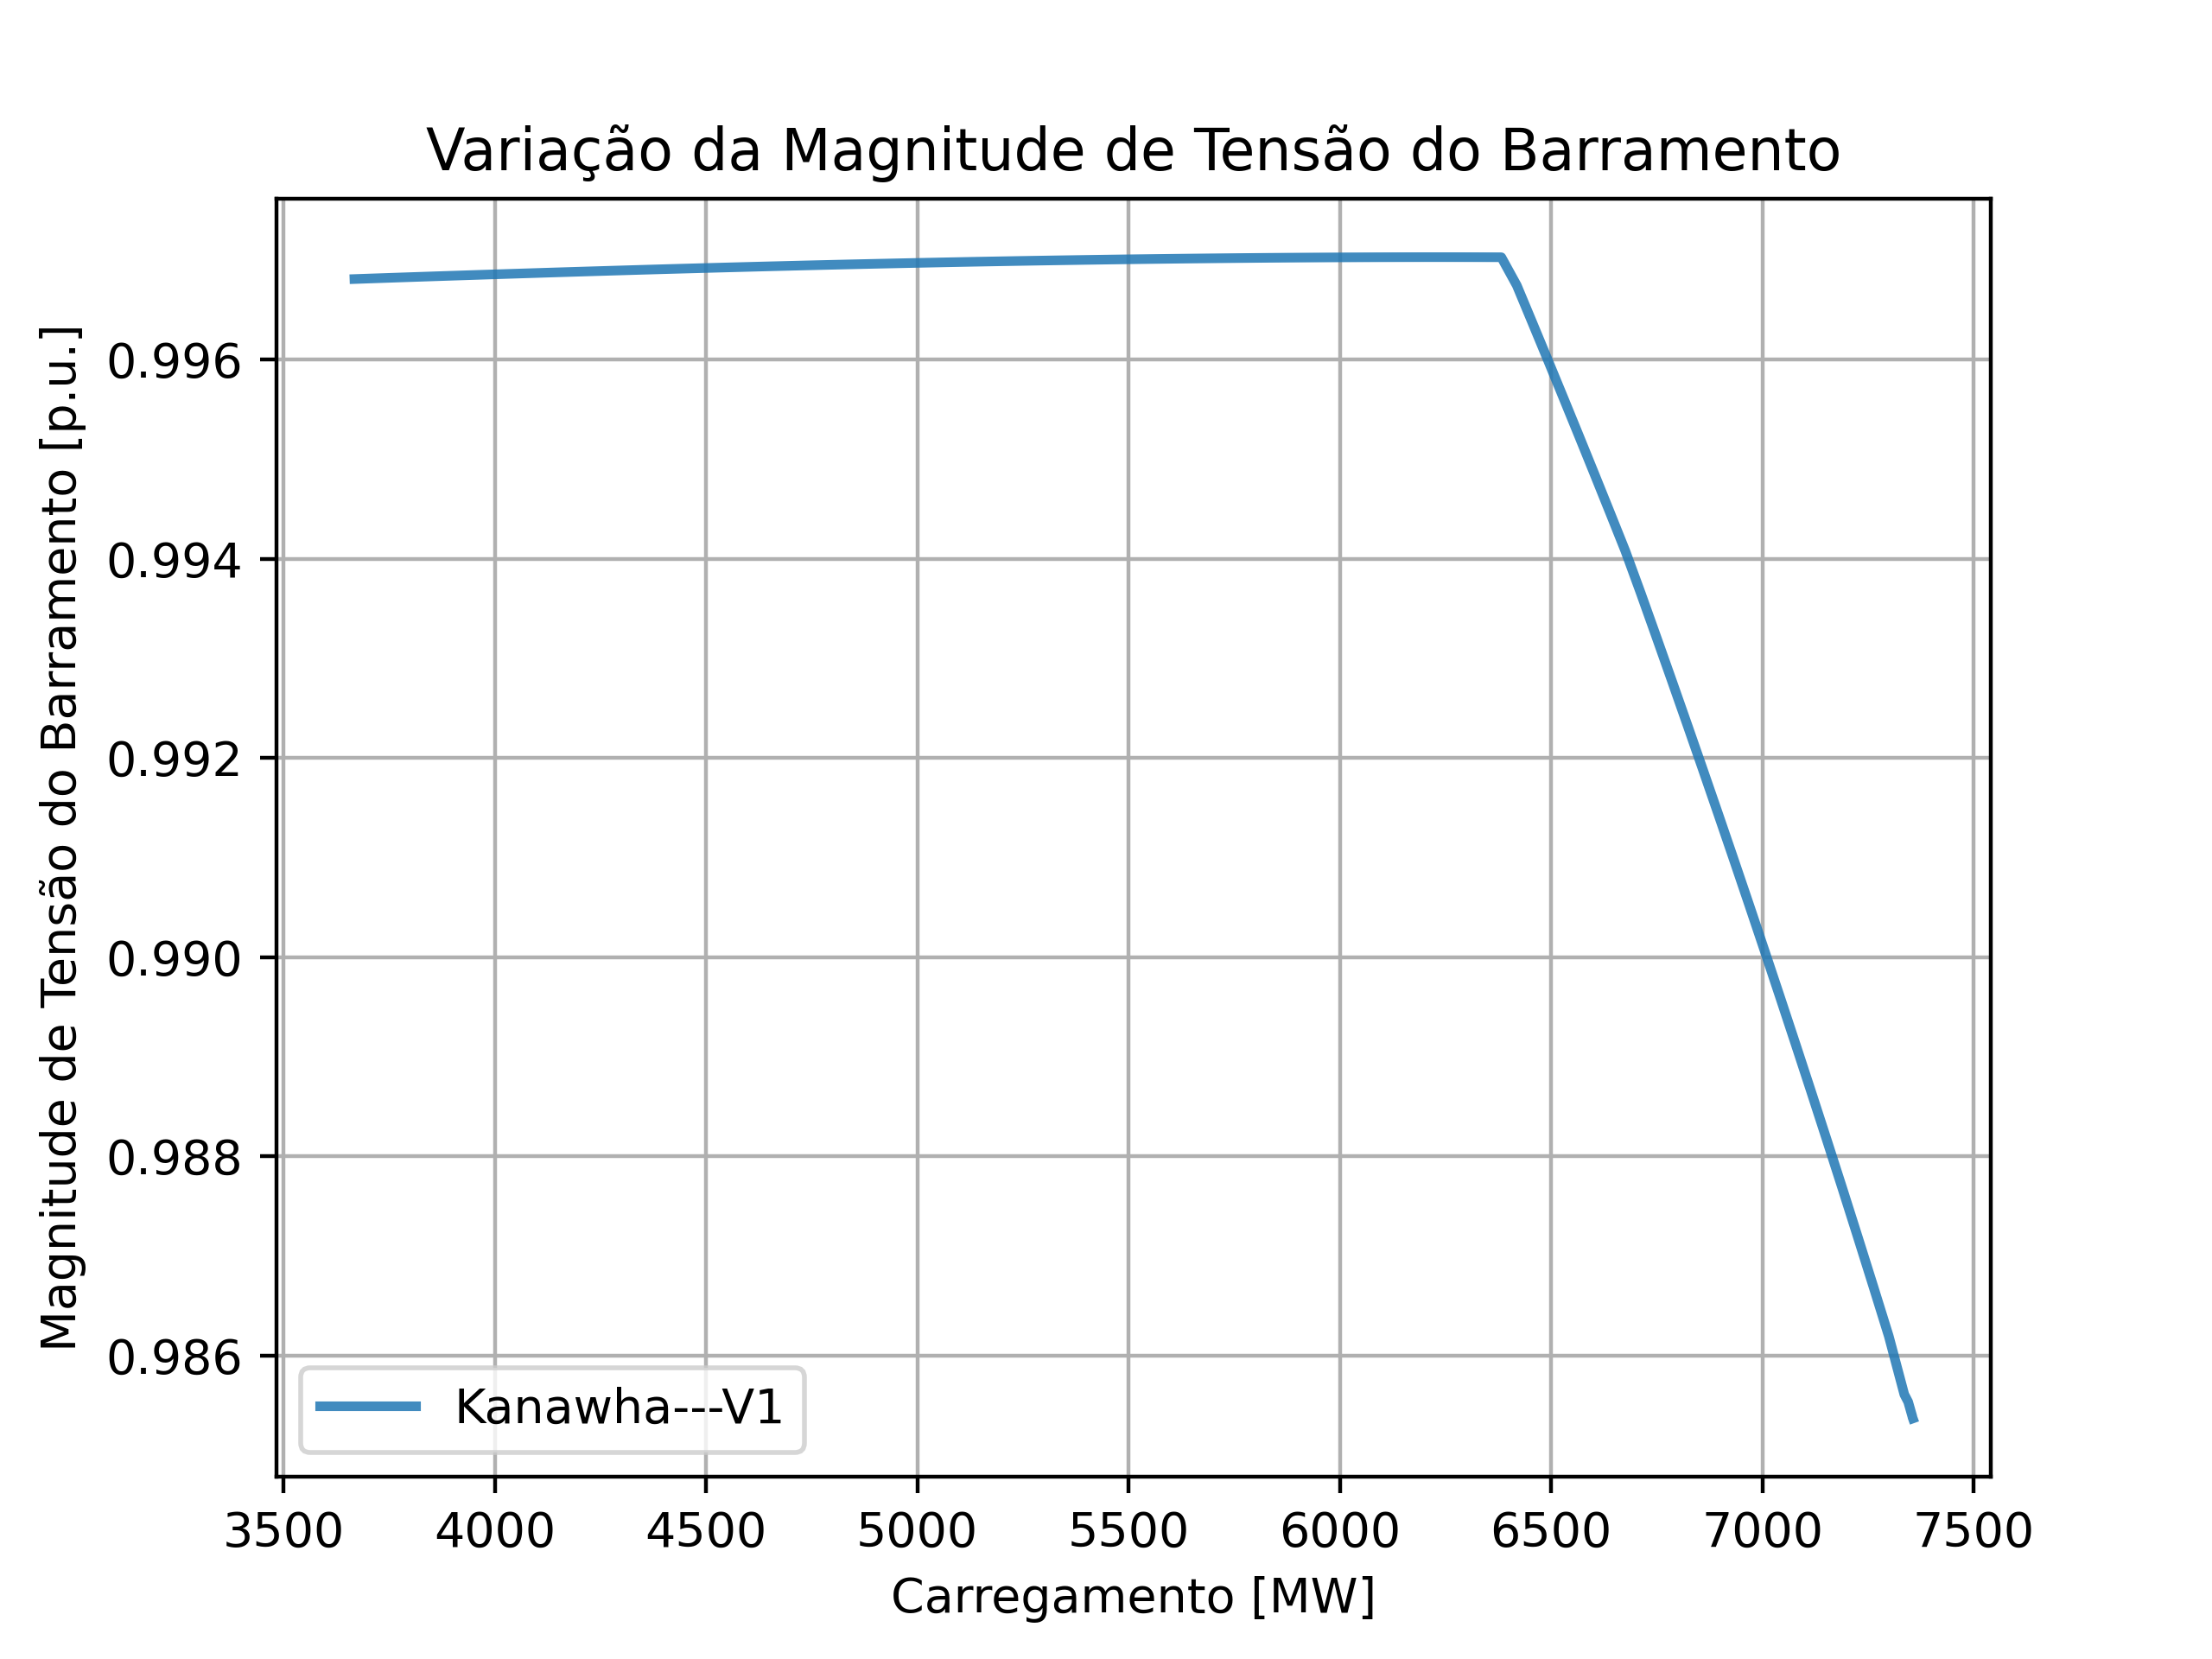 Variação da Magnitude de Tensão do Barramento
Magnitude de Tensão do Barramento [p.u.]
0.996
0.994
0.992
0.990
0.988
0.986
Kanawha---V1
3500 4000 4500 5000 5500 6000 6500 7000 7500
Carregamento [MW]